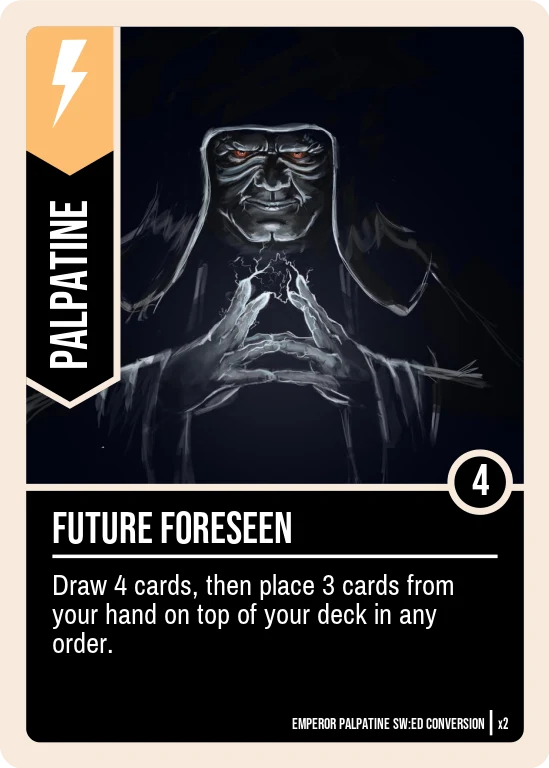 PALPATINE
4
FUTURE FORESEEN
Draw 4 cards, then place 3 cards from
your hand on top of your deck in any
order.
EMPEROR PALPATINE SW:ED CONVERSION | x2